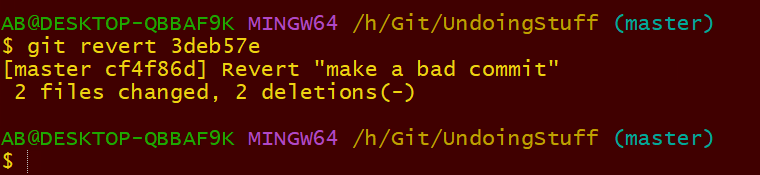 AB@DESKTOP-QBBAF9K MINGW64 /h/Git/UndoingStuff (master)
$ git revert 3deb57e
[master cf4f86d] Revert "make a bad commit"
 2 files changed, 2 deletions(-)
AB@DESKTOP-QBBAF9K MINGW64 /h/Git/UndoingStuff (master)
$